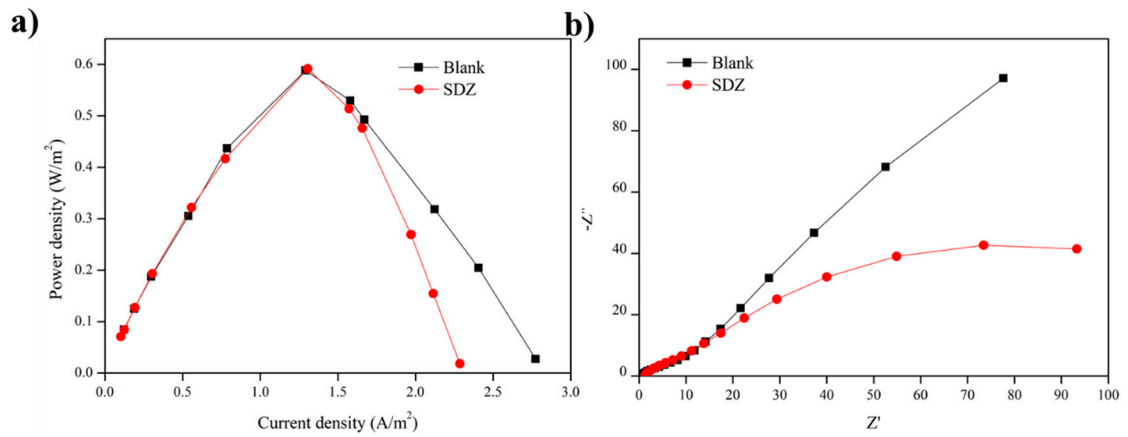 a)
Blank
SDZ
Power density (W/m²)
0.6
0.5
0.4
0.3
0.2
0.1
0.0
0.0 0.5 1.0 1.5 2.0 2.5 3.0
Current density (A/m²)
b)
Blank
SDZ
-Z''
100
80
60
40
20
0
0 10 20 30 40 50 60 70 80 90 100
Z'